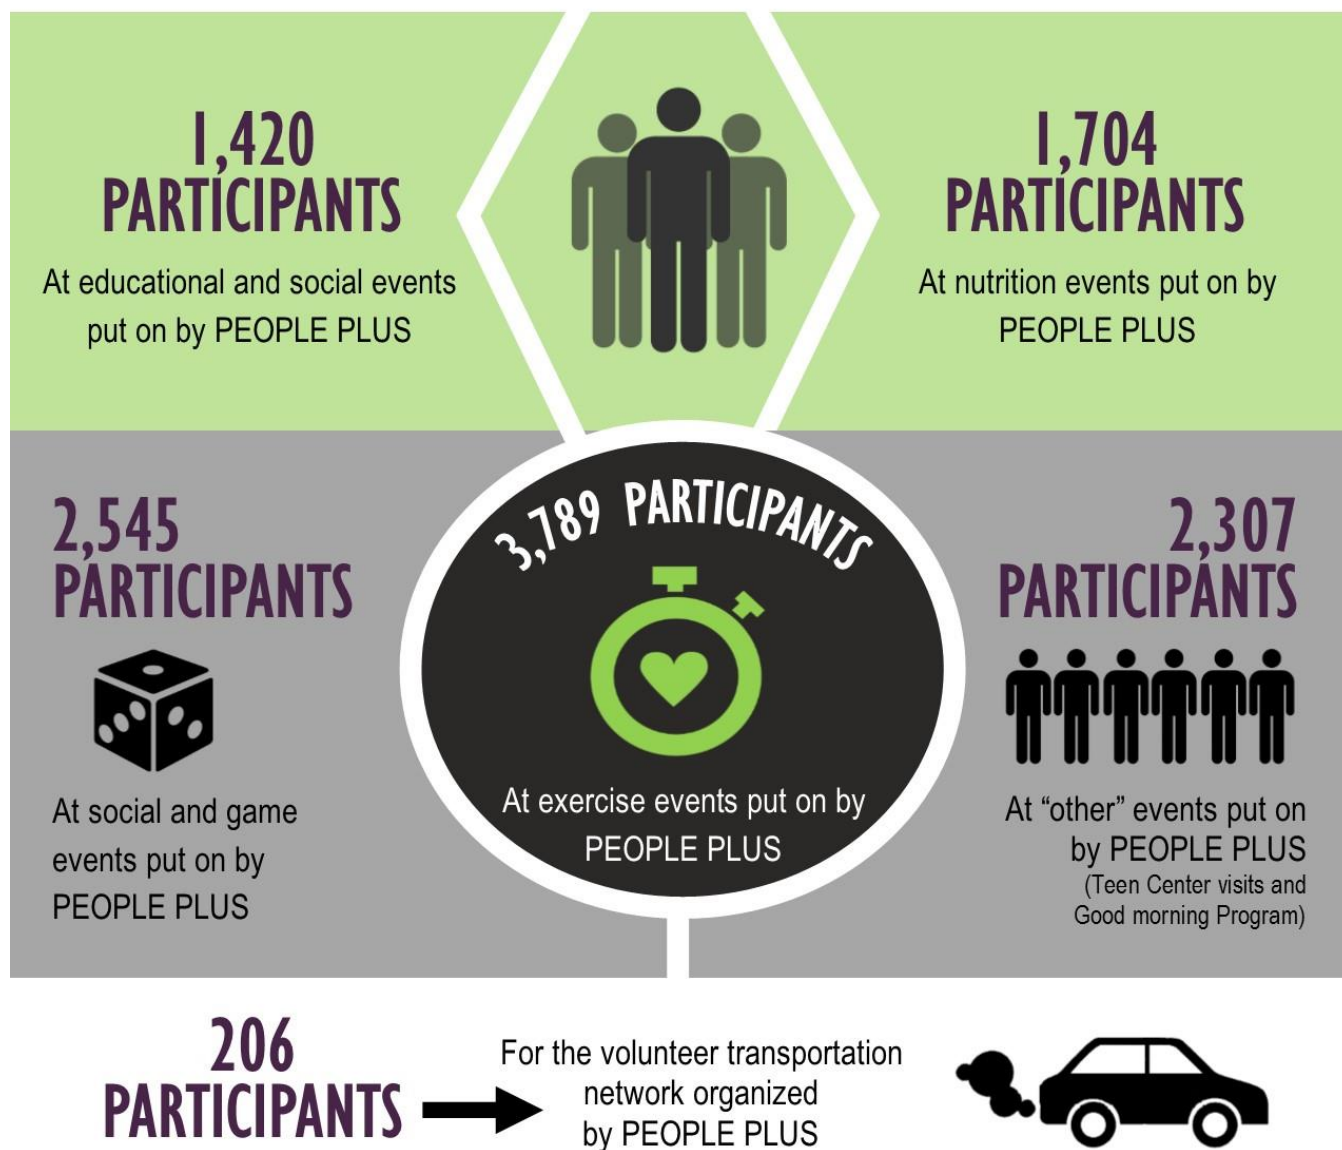 1,420
PARTICIPANTS
At educational and social events
put on by PEOPLE PLUS
1,704
PARTICIPANTS
At nutrition events put on by
PEOPLE PLUS
2,545
PARTICIPANTS
At social and game
events put on by
PEOPLE PLUS
3,789 PARTICIPANTS
At exercise events put on by
PEOPLE PLUS
2,307
PARTICIPANTS
At “other” events put on
by PEOPLE PLUS
(Teen Center visits and
Good morning Program)
206
PARTICIPANTS
For the volunteer transportation
network organized
by PEOPLE PLUS